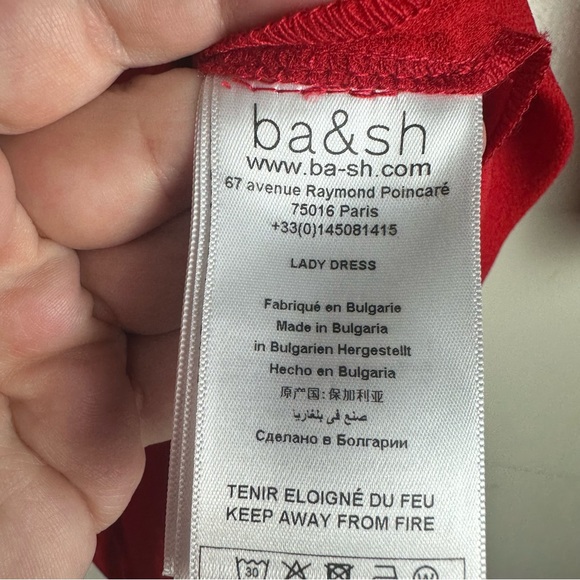 ba&sh
www.ba-sh.com
67 avenue Raymond Poincaré
75016 Paris
+33(0)145081415
LADY DRESS
Fabriqué en Bulgarie
Made in Bulgaria
in Bulgarien Hergestellt
Hecho en Bulgaria
原产国:保加利亚
صنع في بلغاريا
Сделано в Болгарии
TENIR ELOIGNÉ DU FEU
KEEP AWAY FROM FIRE
30